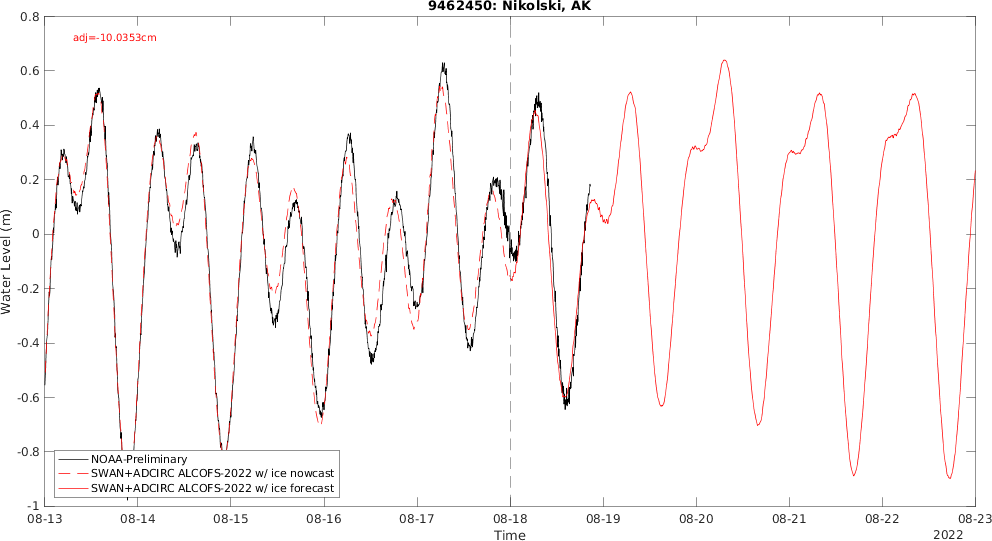 9462450: Nikolski, AK
adj=-10.0353cm
0.8
0.6
0.4
0.2
0
-0.2
-0.4
-0.6
-0.8
-1
Water Level (m)
NOAA-Preliminary
SWAN+ADCIRC ALCOFS-2022 w/ ice nowcast
SWAN+ADCIRC ALCOFS-2022 w/ ice forecast
08-13 08-14 08-15 08-16 08-17 08-18 08-19 08-20 08-21 08-22 08-23
Time
2022